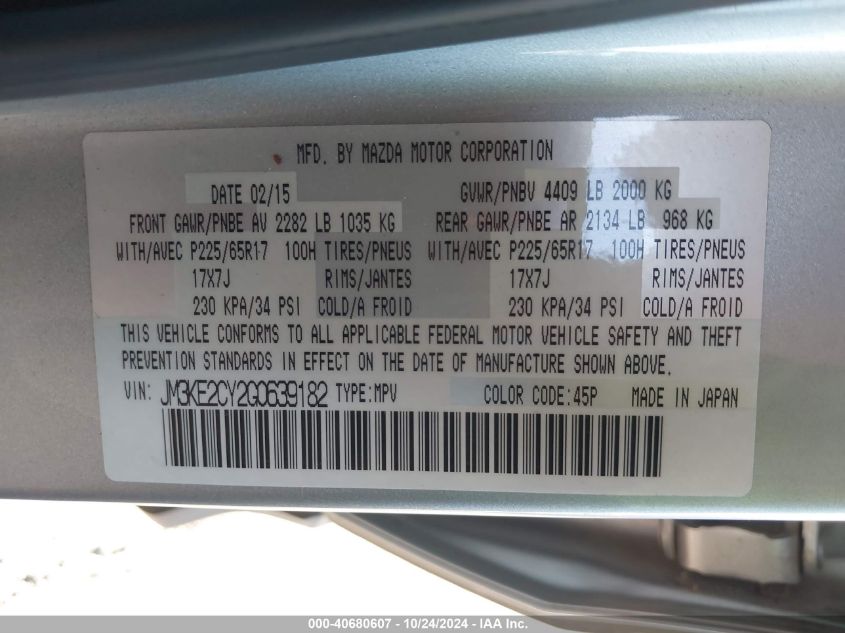 MFD. BY MAZDA MOTOR CORPORATION
DATE 02/15 GVWR/PNBV 4409 LB 2000 KG
FRONT GAWR/PNBE AV 2282 LB 1035 KG REAR GAWR/PNBE AR 2134 LB 968 KG
WITH/AVEC P225/65R17 100H TIRES/PNEUS WITH/AVEC P225/65R17 100H TIRES/PNEUS
17X7J RIMS/JANTES 17X7J RIMS/JANTES
230 KPA/34 PSI COLD/A FROID 230 KPA/34 PSI COLD/A FROID
THIS VEHICLE CONFORMS TO ALL APPLICABLE FEDERAL MOTOR VEHICLE SAFETY AND THEFT
PREVENTION STANDARDS IN EFFECT ON THE DATE OF MANUFACTURE SHOWN ABOVE.
VIN: JM3KE2CY2G0639182 TYPE:MPV COLOR CODE:45P MADE IN JAPAN
000-40680607 - 10/24/2024 - IAA Inc.